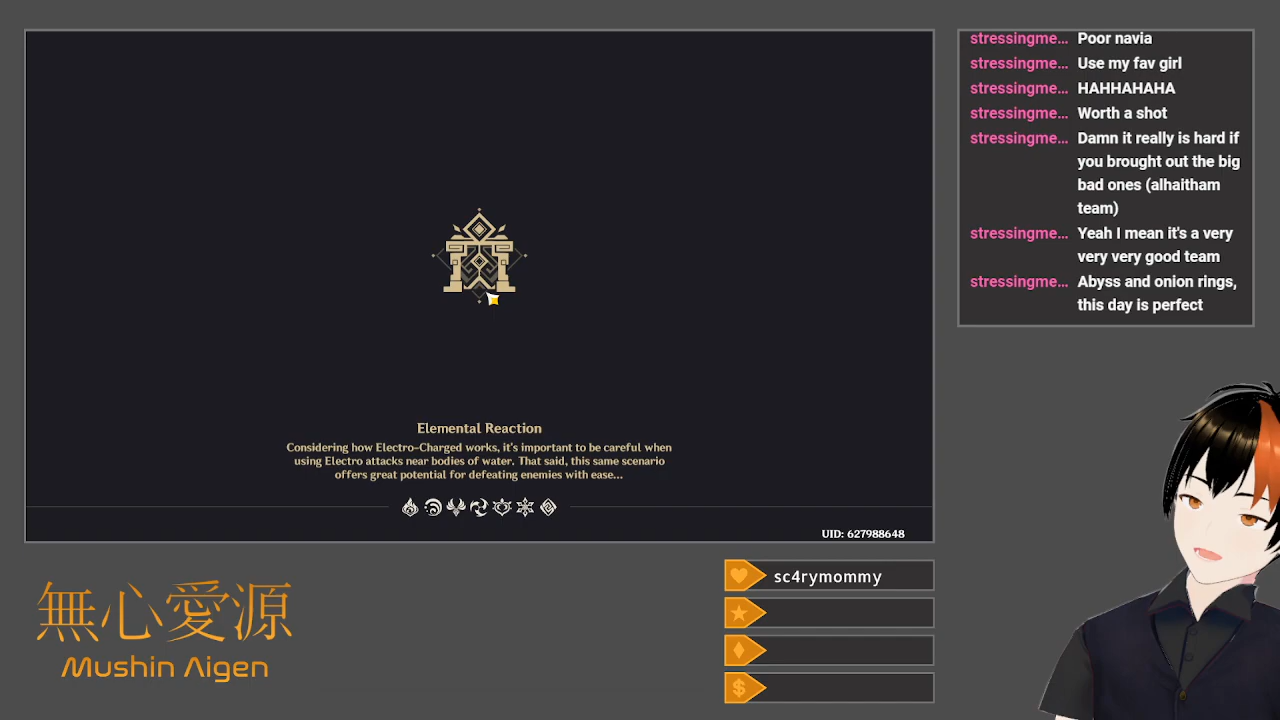 Elemental Reaction
Considering how Electro-Charged works, it's important to be careful when
using Electro attacks near bodies of water. That said, this same scenario
offers great potential for defeating enemies with ease...
UID: 627988648
stressingme... Poor navia
stressingme... Use my fav girl
stressingme... HAHHAHAHA
stressingme... Worth a shot
stressingme... Damn it really is hard if
you brought out the big
bad ones (alhaitham
team)
stressingme... Yeah I mean it's a very
very very good team
stressingme... Abyss and onion rings,
this day is perfect
無心愛源
Mushin Aigen
sc4rymommy